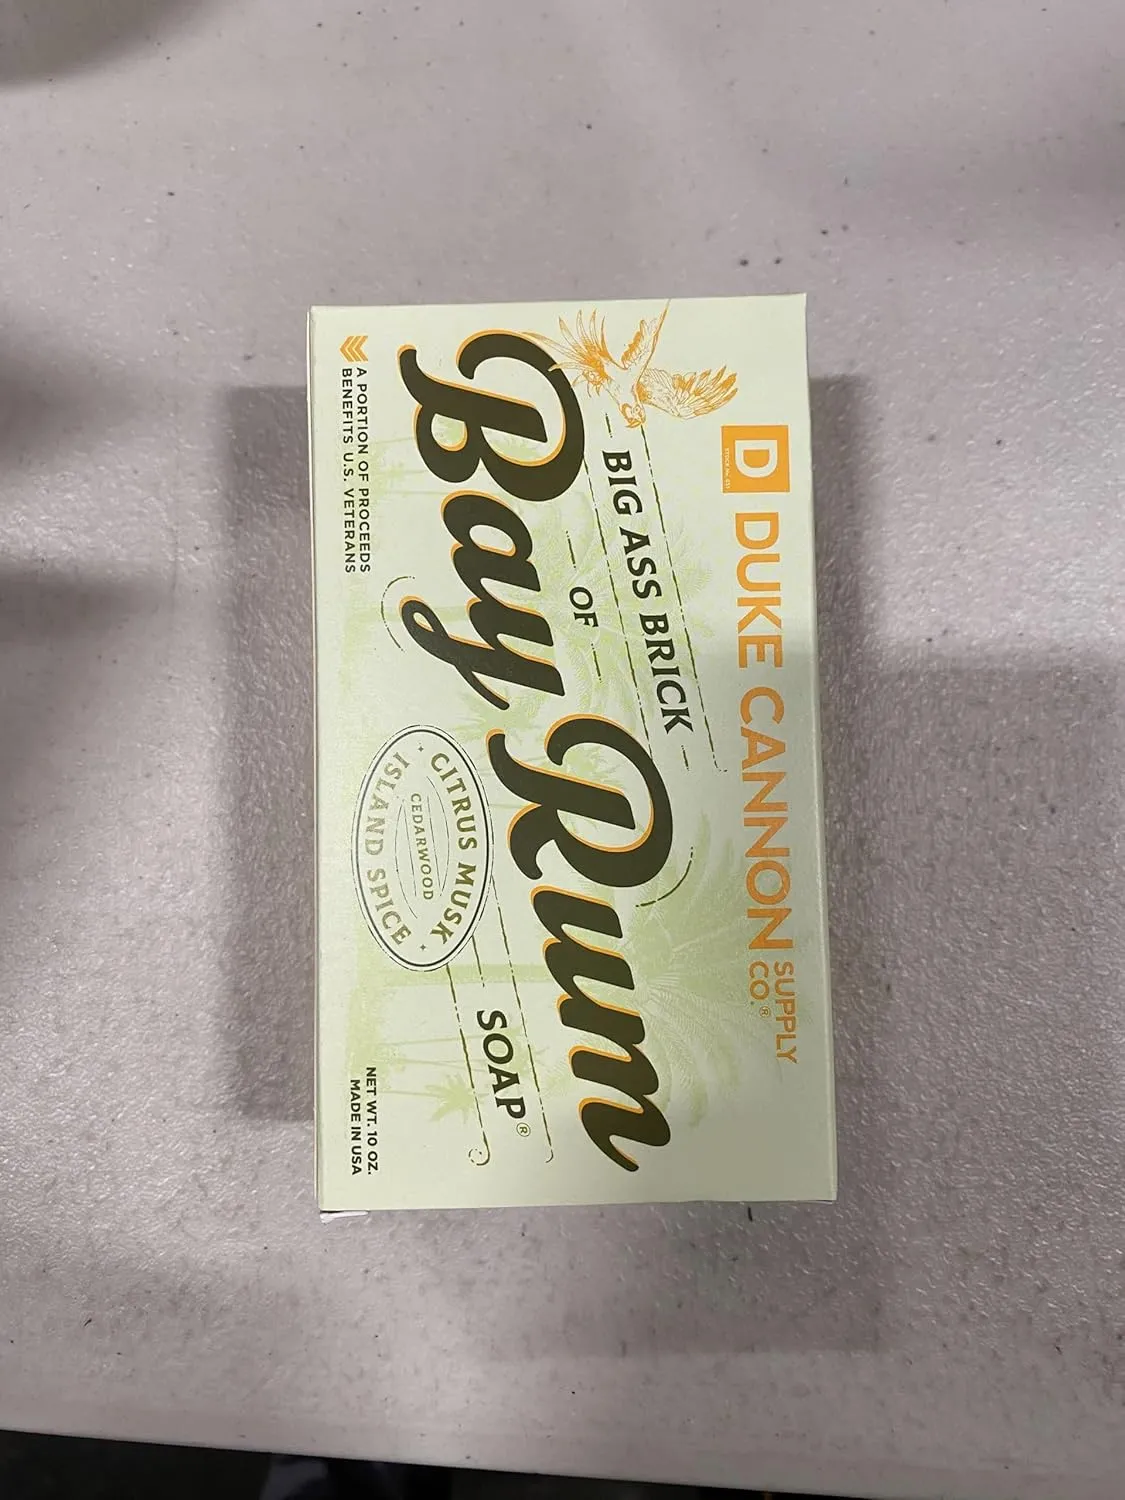 D
DUKE CANNON
SUPPLY
CO.®
BIG ASS BRICK
OF
Bay Rum
SOAP®
CITRUS MUSK
CEDARWOOD
ISLAND SPICE
A PORTION OF PROCEEDS
BENEFITS U.S. VETERANS
NET WT. 10 OZ.
MADE IN USA